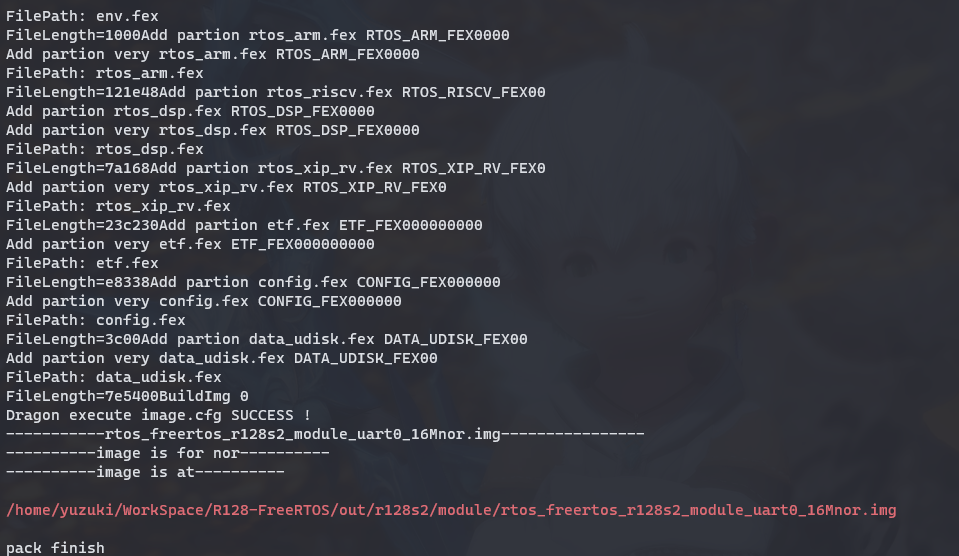 FilePath: env.fex
FileLength=1000Add partion rtos_arm.fex RTOS_ARM_FEX0000
Add partion very rtos_arm.fex RTOS_ARM_FEX0000
FilePath: rtos_arm.fex
FileLength=121e48Add partion rtos_riscv.fex RTOS_RISCV_FEX00
Add partion rtos_dsp.fex RTOS_DSP_FEX0000
Add partion very rtos_dsp.fex RTOS_DSP_FEX0000
FilePath: rtos_dsp.fex
FileLength=7a168Add partion rtos_xip_rv.fex RTOS_XIP_RV_FEX0
Add partion very rtos_xip_rv.fex RTOS_XIP_RV_FEX0
FilePath: rtos_xip_rv.fex
FileLength=23c230Add partion etf.fex ETF_FEX000000000
Add partion very etf.fex ETF_FEX000000000
FilePath: etf.fex
FileLength=e8338Add partion config.fex CONFIG_FEX000000
Add partion very config.fex CONFIG_FEX000000
FilePath: config.fex
FileLength=3c00Add partion data_udisk.fex DATA_UDISK_FEX00
Add partion very data_udisk.fex DATA_UDISK_FEX00
FilePath: data_udisk.fex
FileLength=7e5400BuildImg 0
Dragon execute image.cfg SUCCESS !
-----------rtos_freertos_r128s2_module_uart0_16Mnor.img----------------
----------image is for nor----------
----------image is at----------
/home/yuzuki/WorkSpace/R128-FreeRTOS/out/r128s2/module/rtos_freertos_r128s2_module_uart0_16Mnor.img
pack finish